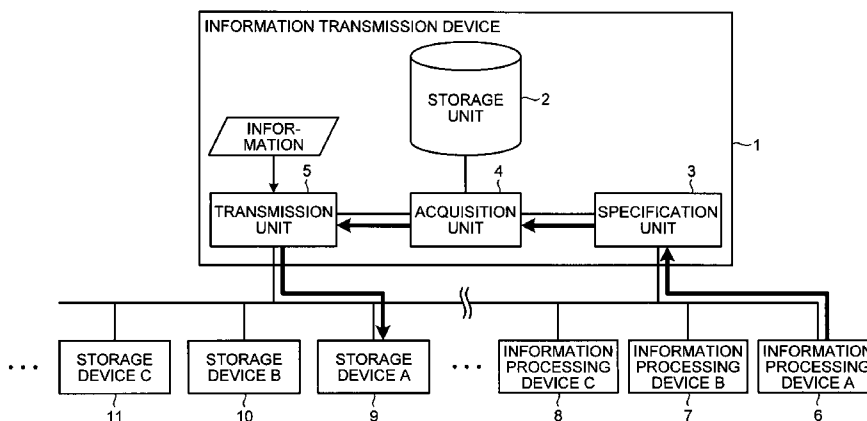 INFORMATION TRANSMISSION DEVICE
STORAGE
UNIT
2
INFOR-
MATION
1
5
4
3
TRANSMISSION
UNIT
ACQUISITION
UNIT
SPECIFICATION
UNIT
...
STORAGE
DEVICE C
STORAGE
DEVICE B
STORAGE
DEVICE A
...
INFORMATION
PROCESSING
DEVICE C
INFORMATION
PROCESSING
DEVICE B
INFORMATION
PROCESSING
DEVICE A
11
10
9
8
7
6